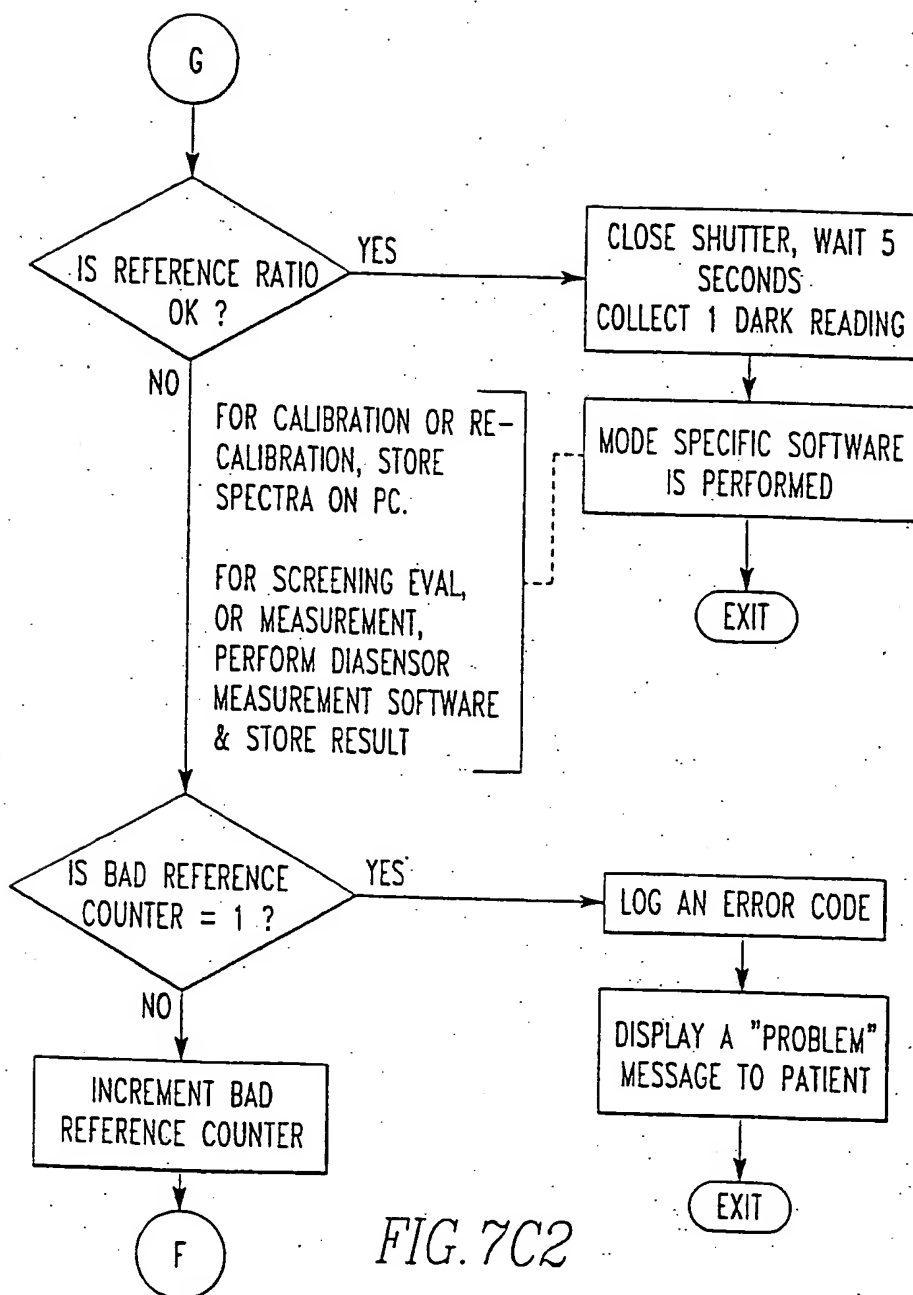 G
IS REFERENCE RATIO
OK ?
YES
NO
CLOSE SHUTTER, WAIT 5
SECONDS
COLLECT 1 DARK READING
FOR CALIBRATION OR RE-
CALIBRATION, STORE
SPECTRA ON PC.
FOR SCREENING EVAL,
OR MEASUREMENT,
PERFORM DIASENSOR
MEASUREMENT SOFTWARE
& STORE RESULT
MODE SPECIFIC SOFTWARE
IS PERFORMED
EXIT
IS BAD REFERENCE
COUNTER = 1 ?
YES
NO
LOG AN ERROR CODE
DISPLAY A "PROBLEM"
MESSAGE TO PATIENT
EXIT
INCREMENT BAD
REFERENCE COUNTER
F
FIG. 7C2